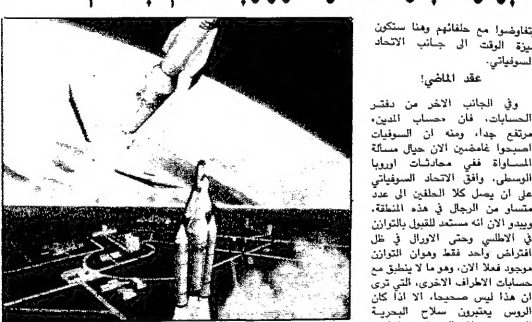 يتفاوضوا مع حلفائهم وهنا ستكون
ميزة الوقت الى جانب الاتحاد
السوفياتي.
عقد الماضي!
وفي الجانب الاخر من دفتر
الحسابات، فان «حساب المدين»
مرتفع جدا، ومنه ان السوفيات
اصبحوا غامضين الان حيال مسألة
المساواة ففي محادثات اوروبا
الوسطى، وافق الاتحاد السوفياتي
على ان يصل كلا الحلفين الى عدد
متساو من الرجال في هذه المنطقة.
ويبدو الان انه مستعد للقبول بالتوازن
في الاطلسي وحتى الاورال في ظل
افتراض واحد فقط وهوان التوازن
موجود فعلا الان، وهو ما لا ينطبق مع
حسابات الاطراف الاخرى، التي ترى
ان هذا ليس صحيحا، الا اذا كان
الروس يعتبرون سلاح البحرية